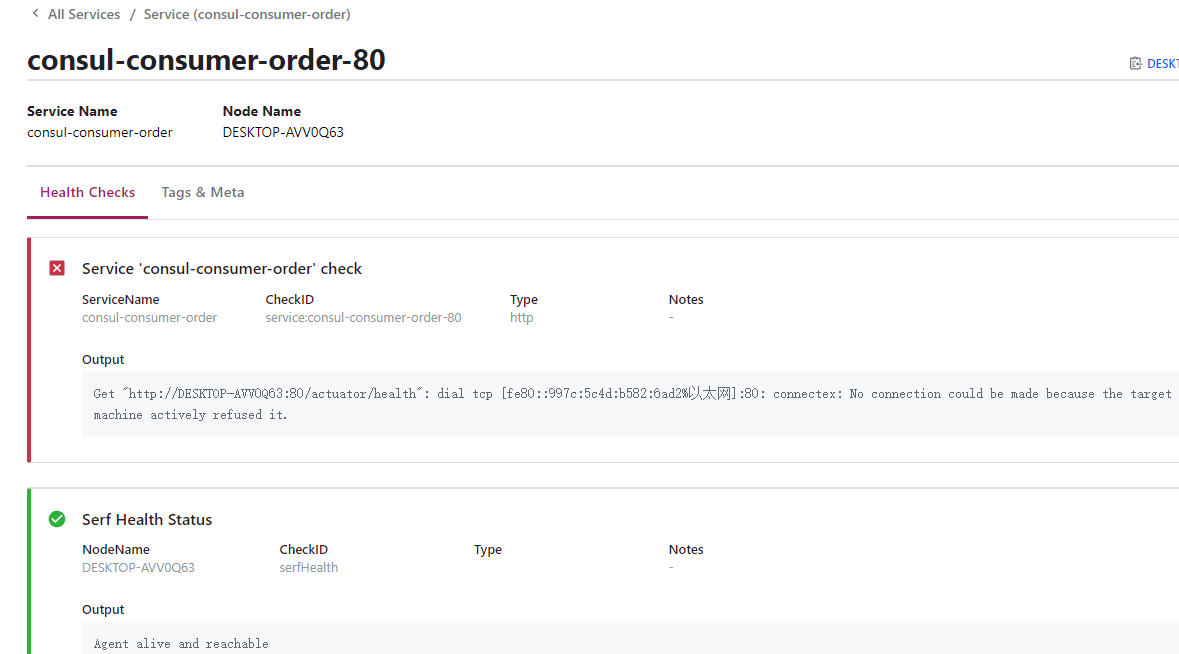 All Services / Service (consul-consumer-order)
consul-consumer-order-80
DESKT
Service Name Node Name
consul-consumer-order DESKTOP-AVV0Q63
Health Checks Tags & Meta
Service 'consul-consumer-order' check
ServiceName CheckID Type Notes
consul-consumer-order service:consul-consumer-order-80 http -
Output
Get "http://DESKTOP-AVV0Q63:80/actuator/health": dial tcp [fe80::997c:5c4d:b582:6ad2%以太网]:80: connectex: No connection could be made because the target
machine actively refused it.
Serf Health Status
NodeName CheckID Type Notes
DESKTOP-AVV0Q63 serfHealth -
Output
Agent alive and reachable